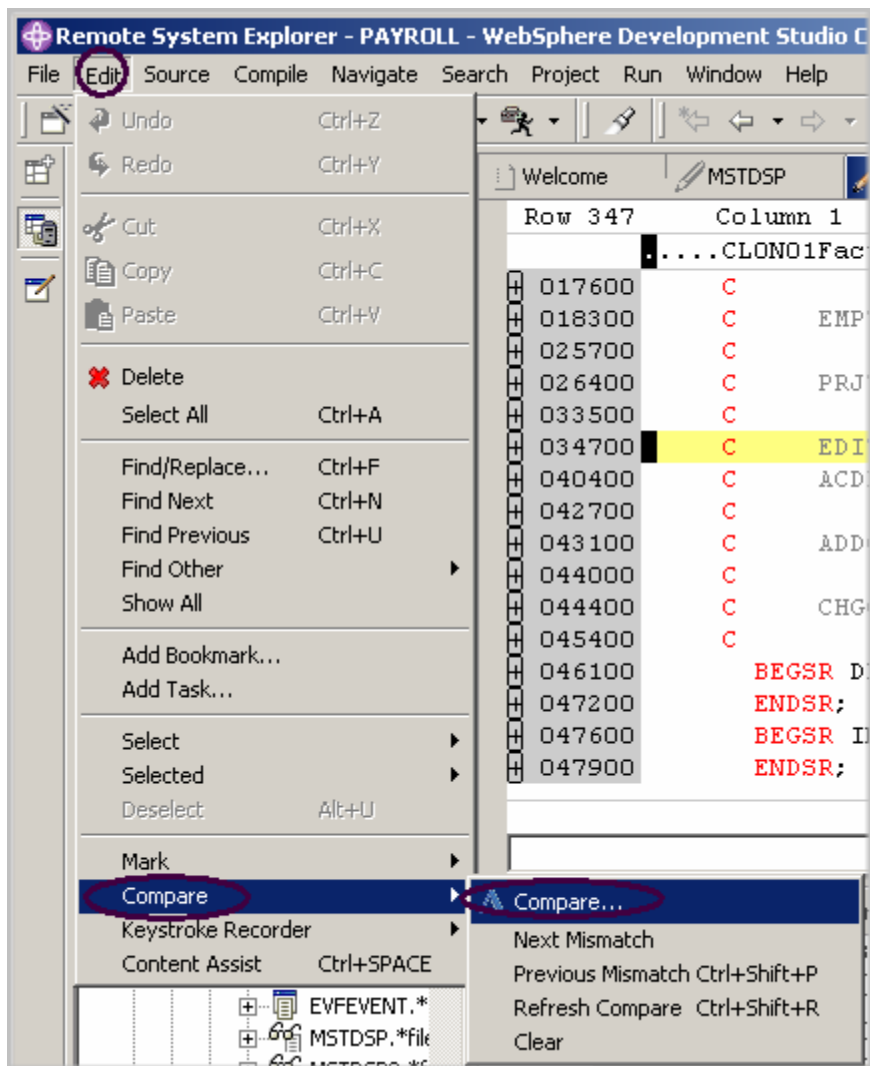 Remote System Explorer - PAYROLL - WebSphere Development Studio C
File Edit Source Compile Navigate Search Project Run Window Help
Undo Ctrl+Z
Redo Ctrl+Y
Cut Ctrl+X
Copy Ctrl+C
Paste Ctrl+V
Delete
Select All Ctrl+A
Find/Replace... Ctrl+F
Find Next Ctrl+N
Find Previous Ctrl+U
Find Other
Show All
Add Bookmark...
Add Task...
Select
Selected
Deselect Alt+U
Mark
Compare
Keystroke Recorder
Content Assist Ctrl+SPACE
Compare...
Next Mismatch
Previous Mismatch Ctrl+Shift+P
Refresh Compare Ctrl+Shift+R
Clear
Welcome MSTDSP
Row 347 Column 1
.....CLON01Fac
017600 C
018300 C EMP
025700 C
026400 C PRJ
033500 C
034700 C EDI
040400 C ACD
042700 C
043100 C ADD
044000 C
044400 C CHG
045400 C
046100 BEGSR D
047200 ENDSR;
047600 BEGSR I
047900 ENDSR;
EVFEVENT.*
MSTDSP.*file